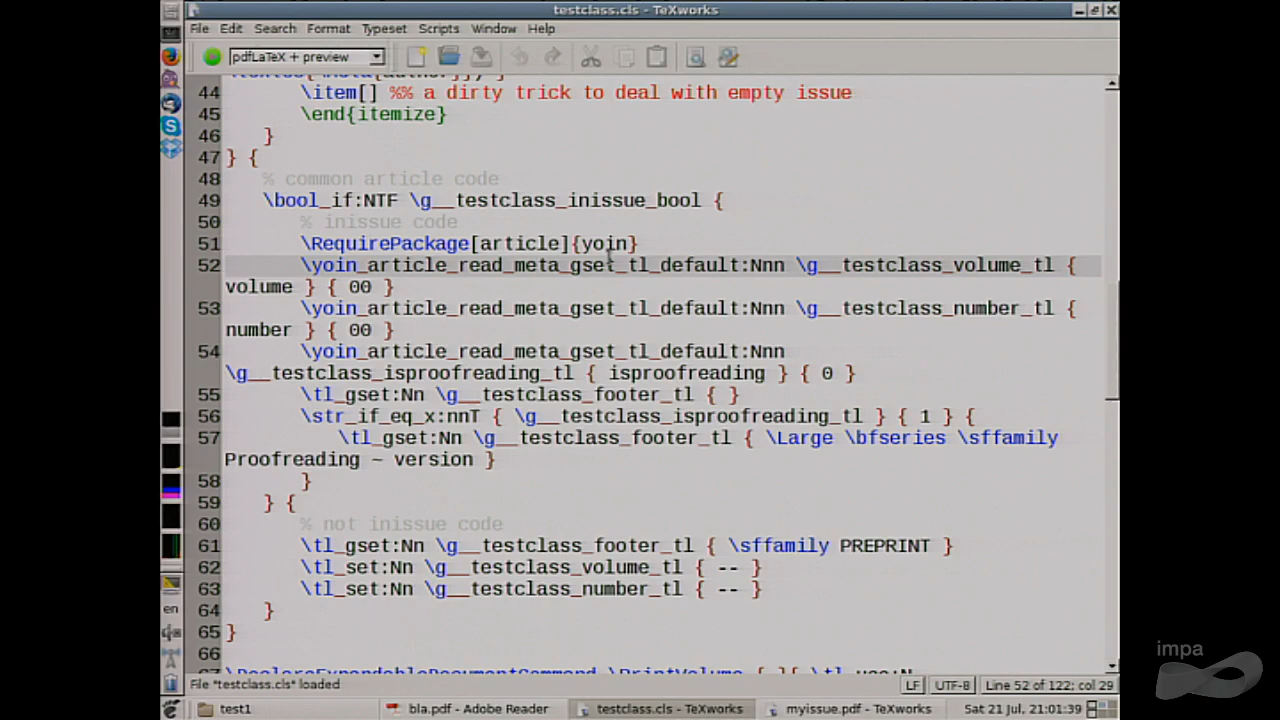 testclass.cls - TeXworks
File Edit Search Format Typeset Scripts Window Help
pdfLaTeX + preview
44 \item[] %% a dirty trick to deal with empty issue
45 \end{itemize}
46 }
47 } {
48 % common article code
49 \bool_if:NTF \g__testclass_inissue_bool {
50 % inissue code
51 \RequirePackage[article]{yoin}
52 \yoin_article_read_meta_gset_tl_default:Nnn \g__testclass_volume_tl {
volume } { 00 }
53 \yoin_article_read_meta_gset_tl_default:Nnn \g__testclass_number_tl {
number } { 00 }
54 \yoin_article_read_meta_gset_tl_default:Nnn
\g__testclass_isproofreading_tl { isproofreading } { 0 }
55 \tl_gset:Nn \g__testclass_footer_tl { }
56 \str_if_eq_x:nnT { \g__testclass_isproofreading_tl } { 1 } {
57 \tl_gset:Nn \g__testclass_footer_tl { \Large \bfseries \sffamily
Proofreading ~ version }
58 }
59 } {
60 % not inissue code
61 \tl_gset:Nn \g__testclass_footer_tl { \sffamily PREPRINT }
62 \tl_set:Nn \g__testclass_volume_tl { -- }
63 \tl_set:Nn \g__testclass_number_tl { -- }
64 }
65 }
66
67 \DeclareExpandableDocumentCommand \PrintVolume { }{ \tl_use:N
File "testclass.cls" loaded
LF UTF-8 Line 52 of 122; col 29
test1 bla.pdf - Adobe Reader testclass.cls - TeXworks myissue.pdf - TeXworks Sat 21 Jul, 21:01:39
en
impa